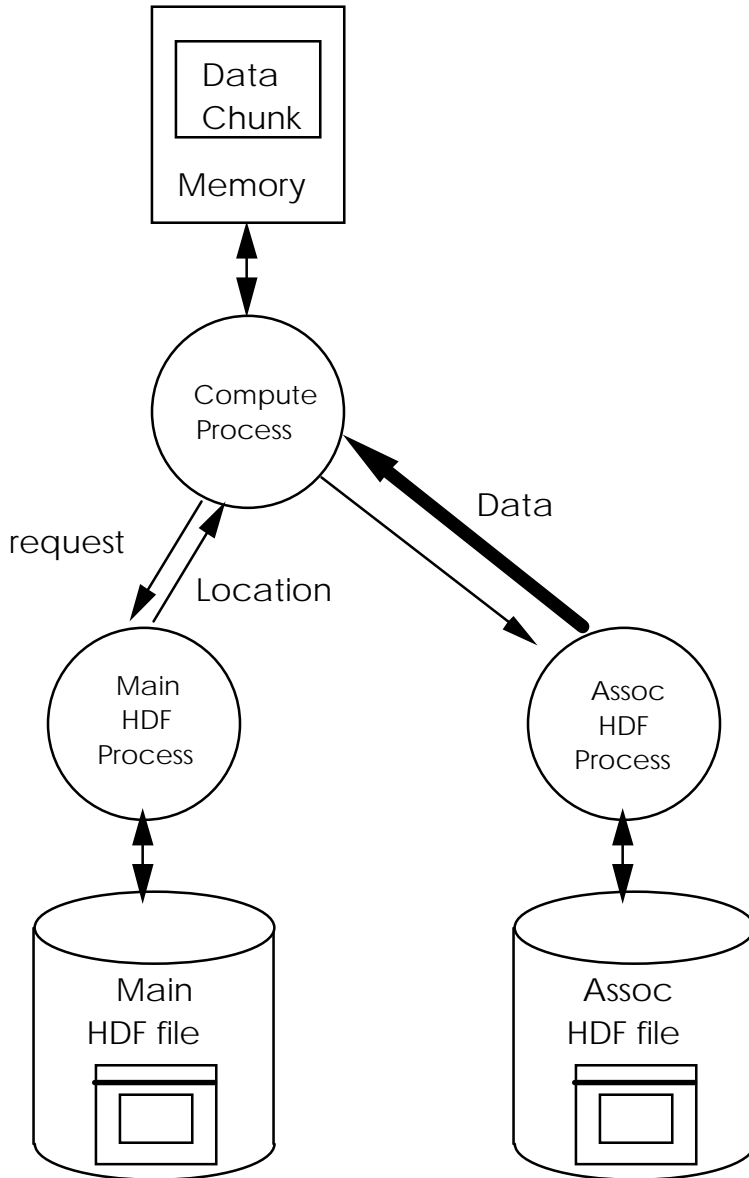 Data
Chunk
Memory
Compute
Process
Data
request
Location
Main
HDF
Process
Assoc
HDF
Process
Main
HDF file
Assoc
HDF file